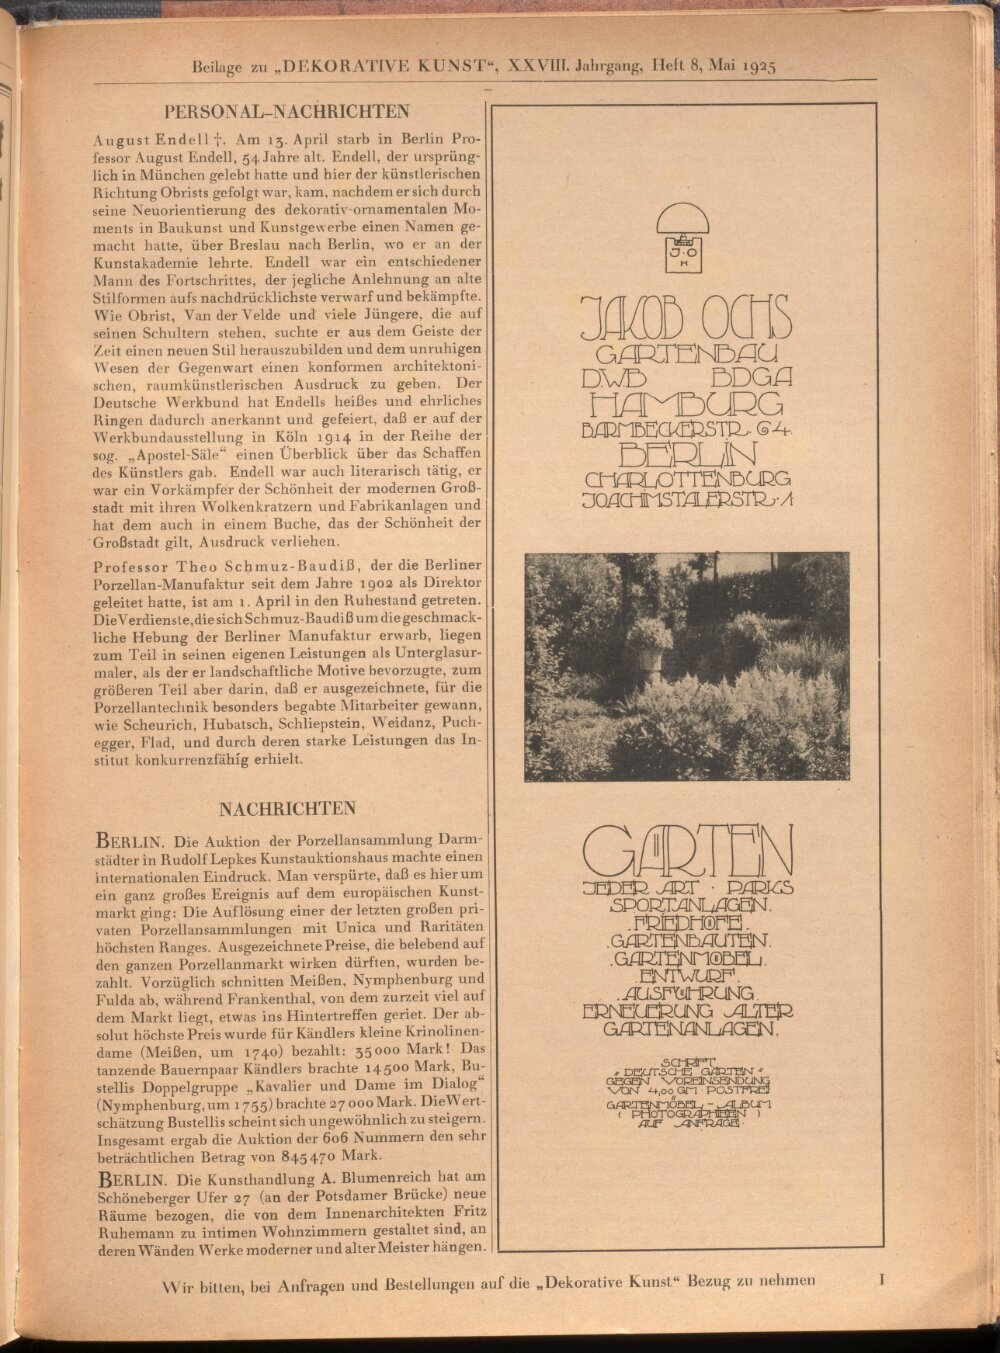 Beilage zu „DEKORATIVE KUNST“, XXVIII. Jahrgang, Heft 8, Mai 1925
PERSONAL-NACHRICHTEN
August Endell †. Am 13. April starb in Berlin Pro-
fessor August Endell, 54 Jahre alt. Endell, der ursprüng-
lich in München gelebt hatte und hier der künstlerischen
Richtung Obrists gefolgt war, kam, nachdem er sich durch
seine Neuorientierung des dekorativ-ornamentalen Mo-
ments in Baukunst und Kunstgewerbe einen Namen ge-
macht hatte, über Breslau nach Berlin, wo er an der
Kunstakademie lehrte. Endell war ein entschiedener
Mann des Fortschrittes, der jegliche Anlehnung an alte
Stilformen aufs nachdrücklichste verwarf und bekämpfte.
Wie Obrist, Van der Velde und viele Jüngere, die auf
seinen Schultern stehen, suchte er aus dem Geiste der
Zeit einen neuen Stil herauszubilden und dem unruhigen
Wesen der Gegenwart einen konformen architektoni-
schen, raumkünstlerischen Ausdruck zu geben. Der
Deutsche Werkbund hat Endells heißes und ehrliches
Ringen dadurch anerkannt und gefeiert, daß er auf der
Werkbundausstellung in Köln 1914 in der Reihe der
sog. „Apostel-Säle“ einen Überblick über das Schaffen
des Künstlers gab. Endell war auch literarisch tätig, er
war ein Vorkämpfer der Schönheit der modernen Groß-
stadt mit ihren Wolkenkratzern und Fabrikanlagen und
hat dem auch in einem Buche, das der Schönheit der
Großstadt gilt, Ausdruck verliehen.
Professor Theo Schmuz-Baudiß, der die Berliner
Porzellan-Manufaktur seit dem Jahre 1902 als Direktor
geleitet hatte, ist am 1. April in den Ruhestand getreten.
Die Verdienste, die sich Schmuz-Baudiß um die geschmack-
liche Hebung der Berliner Manufaktur erwarb, liegen
zum Teil in seinen eigenen Leistungen als Unterglasur-
maler, als der er landschaftliche Motive bevorzugte, zum
größeren Teil aber darin, daß er ausgezeichnete, für die
Porzellantechnik besonders begabte Mitarbeiter gewann,
wie Scheurich, Hubatsch, Schliepstein, Weidanz, Puch-
egger, Flad, und durch deren starke Leistungen das In-
stitut konkurrenzfähig erhielt.
NACHRICHTEN
BERLIN. Die Auktion der Porzellansammlung Darm-
städter in Rudolf Lepkes Kunstauktionshaus machte einen
internationalen Eindruck. Man verspürte, daß es hier um
ein ganz großes Ereignis auf dem europäischen Kunst-
markt ging: Die Auflösung einer der letzten großen pri-
vaten Porzellansammlungen mit Unica und Raritäten
höchsten Ranges. Ausgezeichnete Preise, die belebend auf
den ganzen Porzellanmarkt wirken dürften, wurden be-
zahlt. Vorzüglich schnitten Meißen, Nymphenburg und
Fulda ab, während Frankenthal, von dem zurzeit viel auf
dem Markt liegt, etwas ins Hintertreffen geriet. Der ab-
solut höchste Preis wurde für Kändlers kleine Krinolinen-
dame (Meißen, um 1740) bezahlt: 35000 Mark! Das
tanzende Bauernpaar Kändlers brachte 14500 Mark, Bu-
stellis Doppelgruppe „Kavalier und Dame im Dialog“
(Nymphenburg, um 1755) brachte 27000 Mark. Die Wert-
schätzung Bustellis scheint sich ungewöhnlich zu steigern.
Insgesamt ergab die Auktion der 606 Nummern den sehr
beträchtlichen Betrag von 845470 Mark.
BERLIN. Die Kunsthandlung A. Blumenreich hat am
Schöneberger Ufer 27 (an der Potsdamer Brücke) neue
Räume bezogen, die von dem Innenarchitekten Fritz
Ruhemann zu intimen Wohnzimmern gestaltet sind, an
deren Wänden Werke moderner und alter Meister hängen.
J·O
H
JAKOB OCHS
GARTENBAU
D.WB BDGA
HAMBURG
BARMBECKERSTR. 64.
BERLIN
CHARLOTTENBURG
JOACHIMSTALERSTR. 1
GÄRTEN
JEDER ART · PARKS
SPORTANLAGEN.
.FRIEDHÖFE.
.GARTENBAUTEN.
.GARTENMÖBEL.
.ENTWURF.
.AUSFÜHRUNG.
ERNEUERUNG ALTER
GARTENANLAGEN.
SCHRIFT
„DEUTSCHE GÄRTEN“
GEGEN VOREINSENDUNG
VON 4,00 GM POSTFREI
GARTENMÖBEL-ALBUM
( PHOTOGRAPHIEEN )
AUF ANFRAGE.
Wir bitten, bei Anfragen und Bestellungen auf die „Dekorative Kunst“ Bezug zu nehmen
I